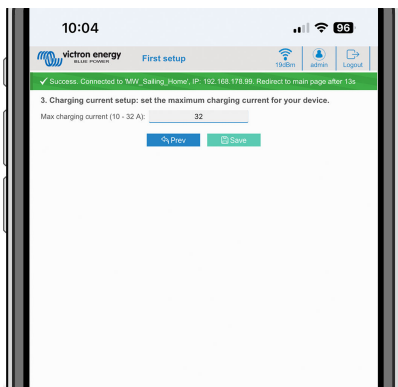 10:04
96
victron energy
BLUE POWER
First setup
19dBm
admin
Logout
Success. Connected to 'MW_Sailing_Home', IP: 192.168.178.99. Redirect to main page after 13s
3. Charging current setup: set the maximum charging current for your device.
Max charging current (10 - 32 A):
32
Prev
Save